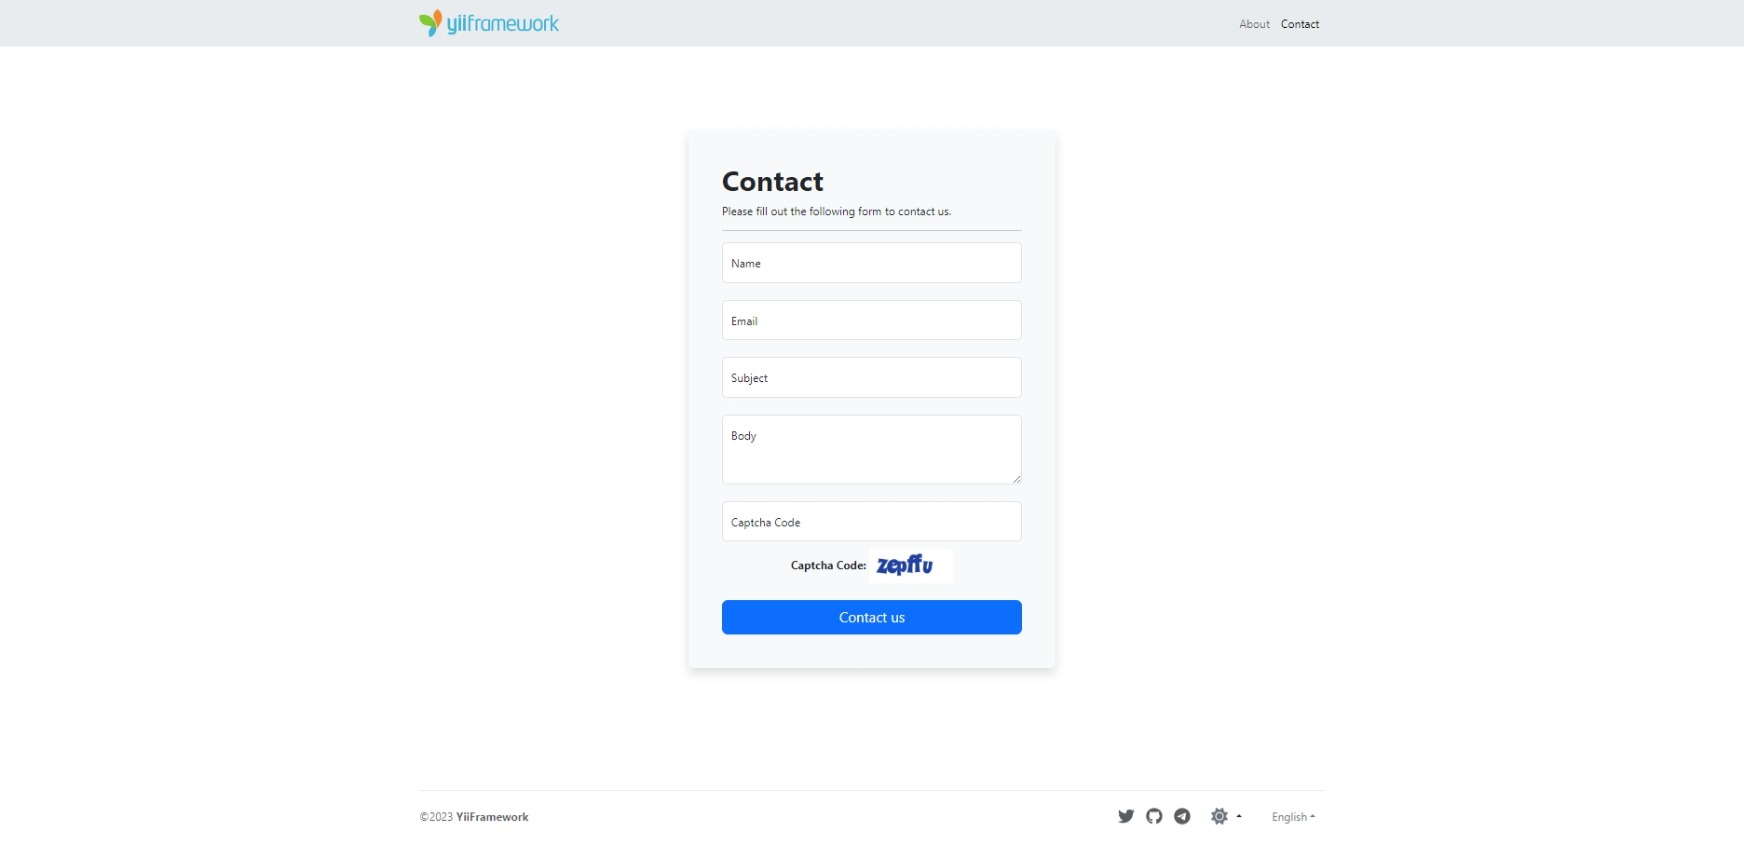 yiiframework
About Contact
Contact
Please fill out the following form to contact us.
Name
Email
Subject
Body
Captcha Code
Captcha Code: zepffu
Contact us
©2023 YiiFramework
English